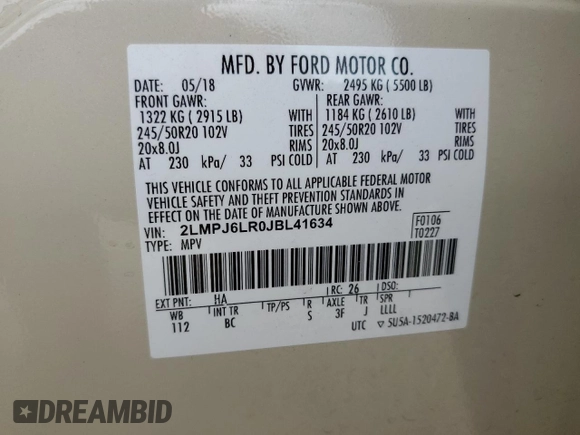 MFD. BY FORD MOTOR CO.
DATE: 05/18 GVWR: 2495 KG ( 5500 LB)
FRONT GAWR: REAR GAWR:
1322 KG ( 2915 LB) WITH 1184 KG ( 2610 LB) WITH
245/50R20 102V TIRES 245/50R20 102V TIRES
20x8.0J RIMS 20x8.0J RIMS
AT 230 kPa/ 33 PSI COLD AT 230 kPa/ 33 PSI COLD
THIS VEHICLE CONFORMS TO ALL APPLICABLE FEDERAL MOTOR
VEHICLE SAFETY AND THEFT PREVENTION STANDARDS IN
EFFECT ON THE DATE OF MANUFACTURE SHOWN ABOVE.
VIN: 2LMPJ6LR0JBL41634 F0106
TYPE: MPV T0227
EXT PNT: HA RC: 26 DSO:
WB INT TR TP/PS R AXLE TR SPR
112 BC S 3F J LLLL
UTC ▽ 5U5A-1520472-BA
DREAMBID